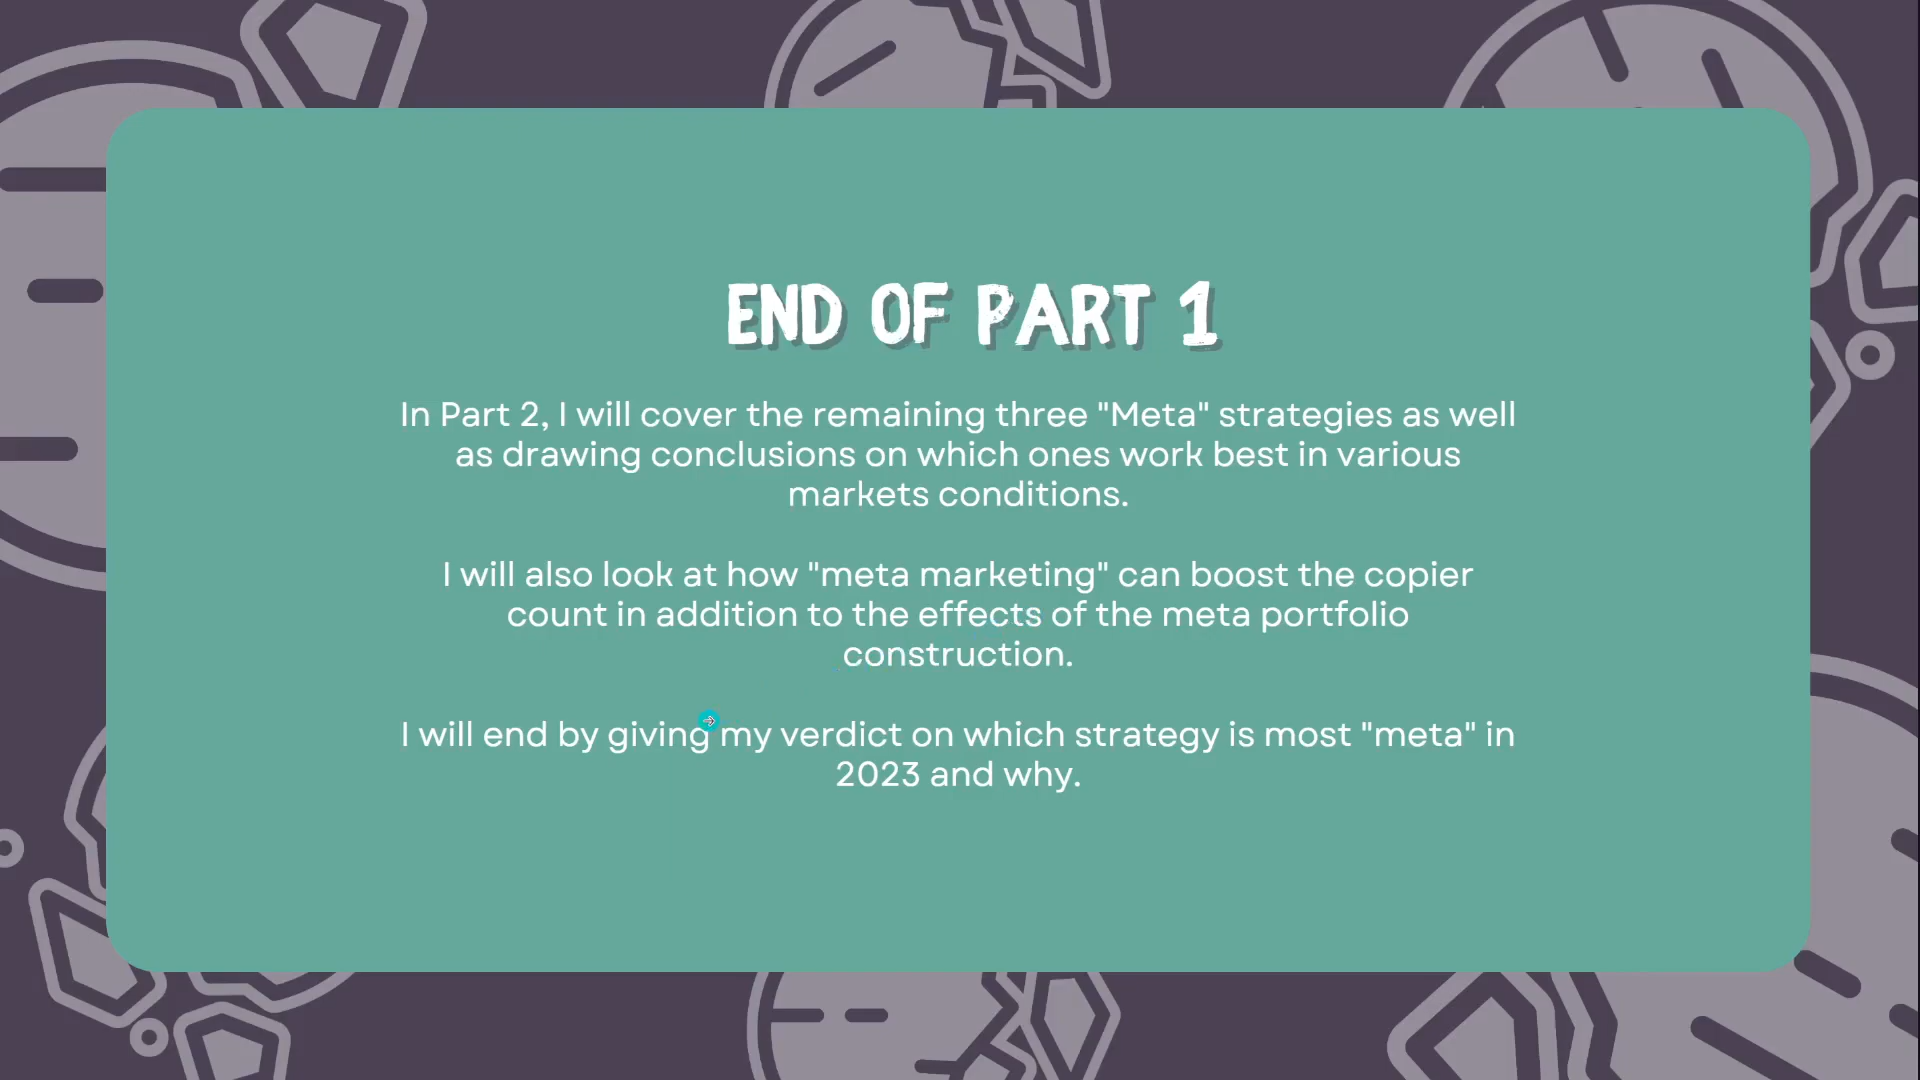 END OF PART 1
In Part 2, I will cover the remaining three "Meta" strategies as well
as drawing conclusions on which ones work best in various
markets conditions.
I will also look at how "meta marketing" can boost the copier
count in addition to the effects of the meta portfolio
construction.
I will end by giving my verdict on which strategy is most "meta" in
2023 and why.